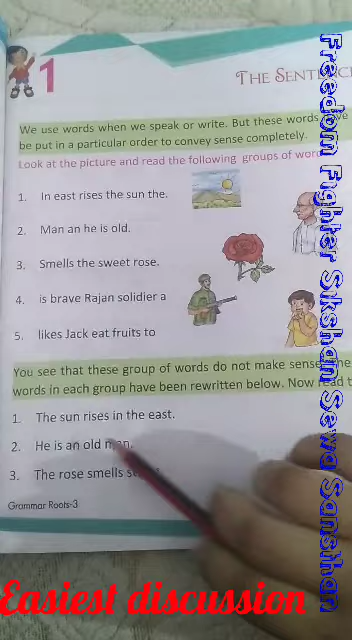 1
THE SENTENCE
We use words when we speak or write. But these words
be put in a particular order to convey sense completely.
Look at the picture and read the following groups of
1. In east rises the sun the.
2. Man an he is old.
3. Smells the sweet rose.
4. is brave Rajan solidier a
5. likes Jack eat fruits to
You see that these group of words do not make sense.
words in each group have been rewritten below. Now read
1. The sun rises in the east.
2. He is an old man.
3. The rose smells
Grammar Roots-3
Freedom Fighter Sikshan Seva Sansthan
Easiest discussion